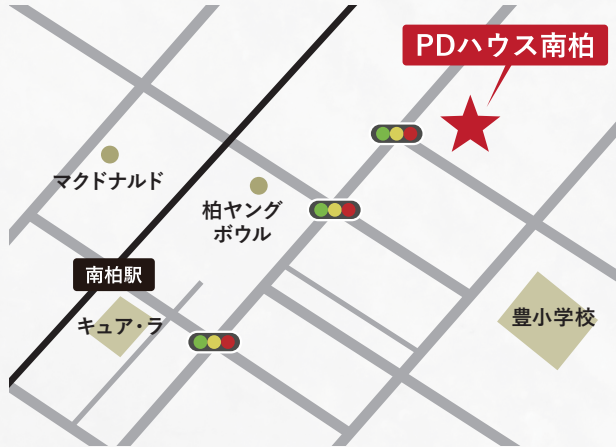 PDハウス南柏
マクドナルド
柏ヤング
ボウル
南柏駅
キュア・ラ
豊小学校